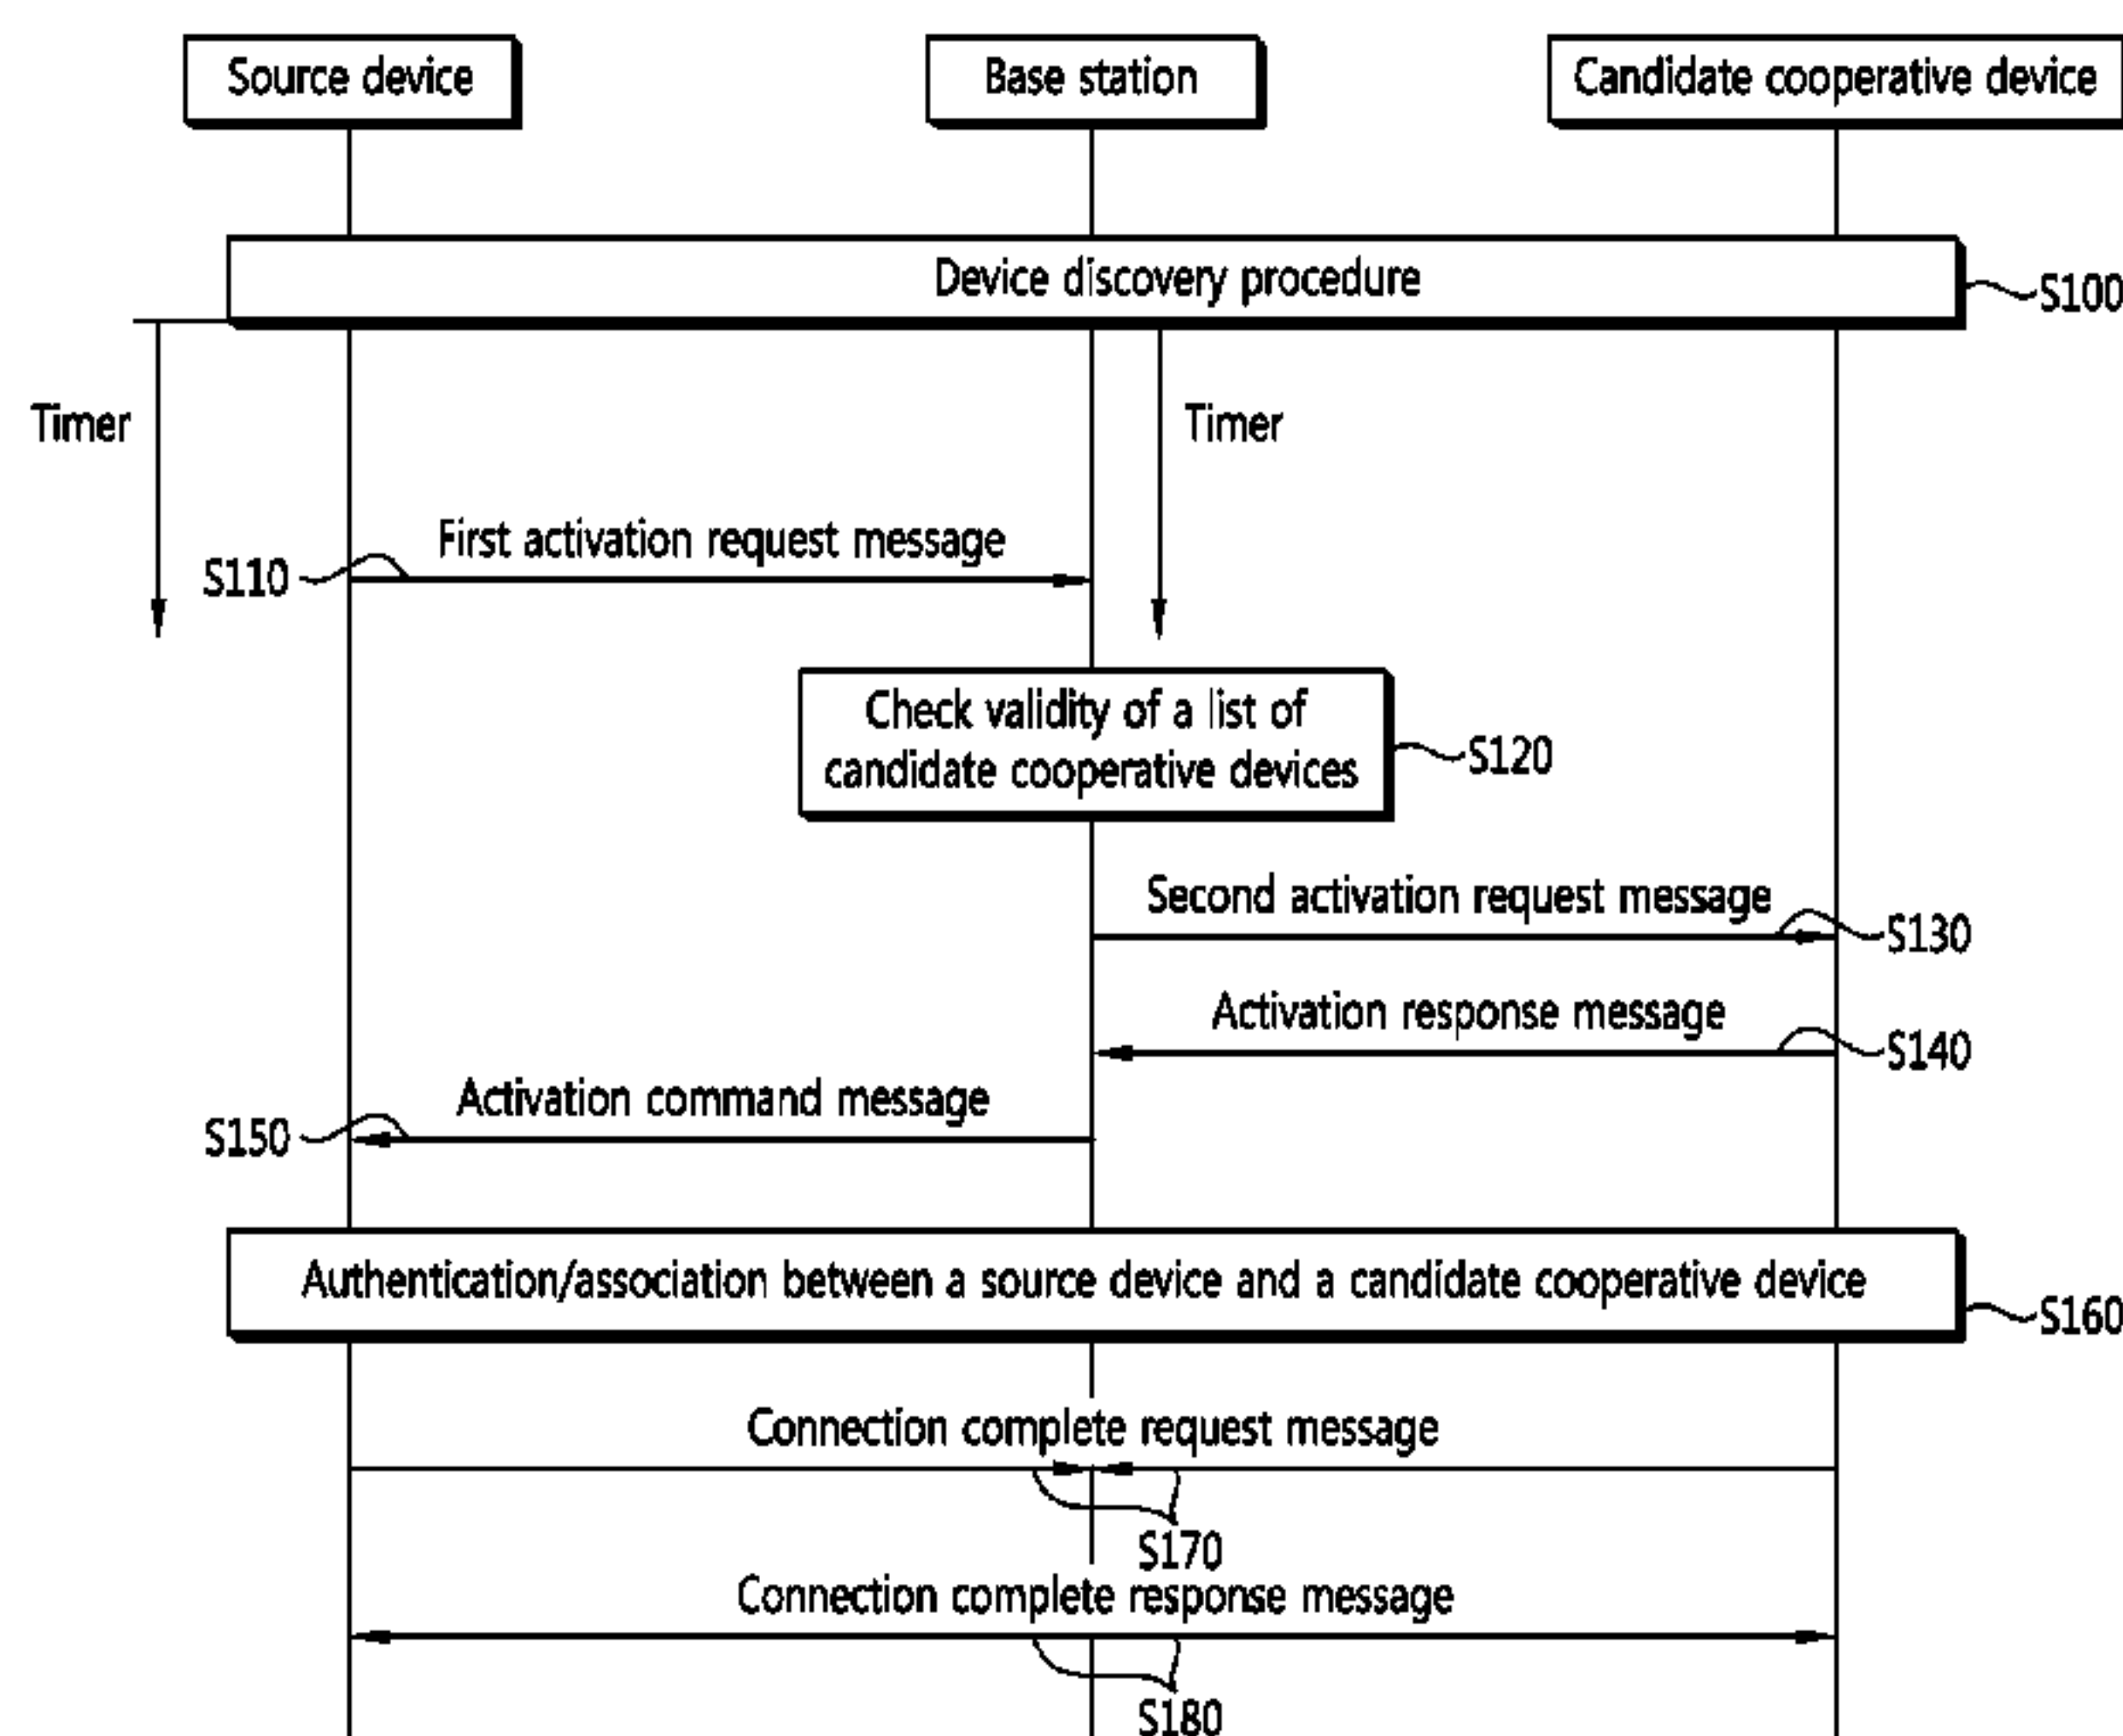 Source device
Base station
Candidate cooperative device
Device discovery procedure
S100
Timer
Timer
First activation request message
S110
Check validity of a list of
candidate cooperative devices
S120
Second activation request message
S130
Activation response message
S140
Activation command message
S150
Authentication/association between a source device and a candidate cooperative device
S160
Connection complete request message
S170
Connection complete response message
S180